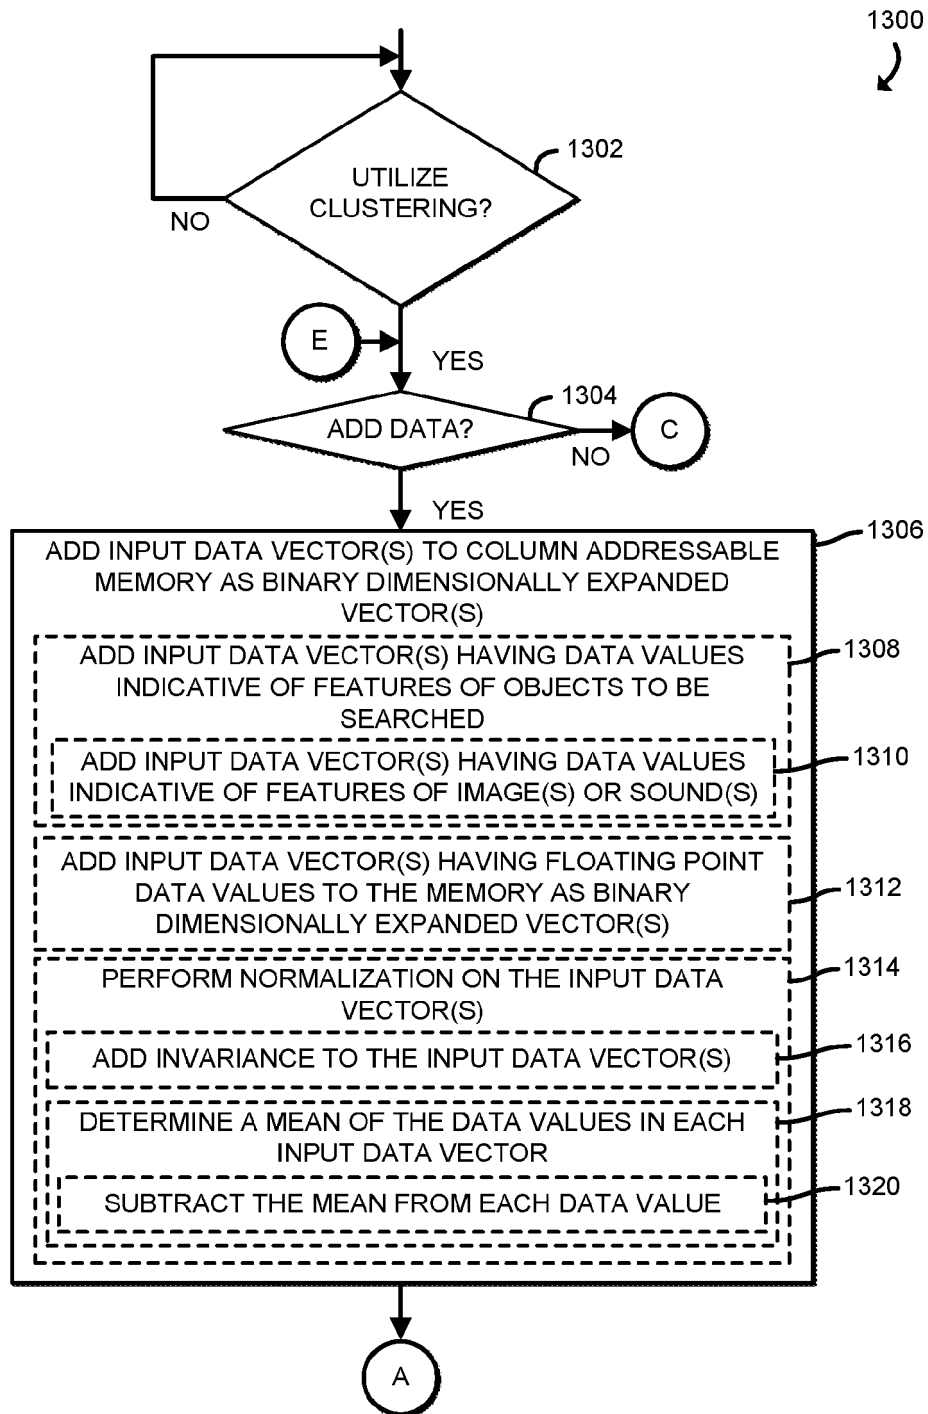 1300
1302
UTILIZE
CLUSTERING?
NO
E
YES
1304
ADD DATA?
C
NO
YES
1306
ADD INPUT DATA VECTOR(S) TO COLUMN ADDRESSABLE
MEMORY AS BINARY DIMENSIONALLY EXPANDED
VECTOR(S)
1308
ADD INPUT DATA VECTOR(S) HAVING DATA VALUES
INDICATIVE OF FEATURES OF OBJECTS TO BE
SEARCHED
1310
ADD INPUT DATA VECTOR(S) HAVING DATA VALUES
INDICATIVE OF FEATURES OF IMAGE(S) OR SOUND(S)
ADD INPUT DATA VECTOR(S) HAVING FLOATING POINT
DATA VALUES TO THE MEMORY AS BINARY
DIMENSIONALLY EXPANDED VECTOR(S)
1312
1314
PERFORM NORMALIZATION ON THE INPUT DATA
VECTOR(S)
1316
ADD INVARIANCE TO THE INPUT DATA VECTOR(S)
1318
DETERMINE A MEAN OF THE DATA VALUES IN EACH
INPUT DATA VECTOR
1320
SUBTRACT THE MEAN FROM EACH DATA VALUE
A